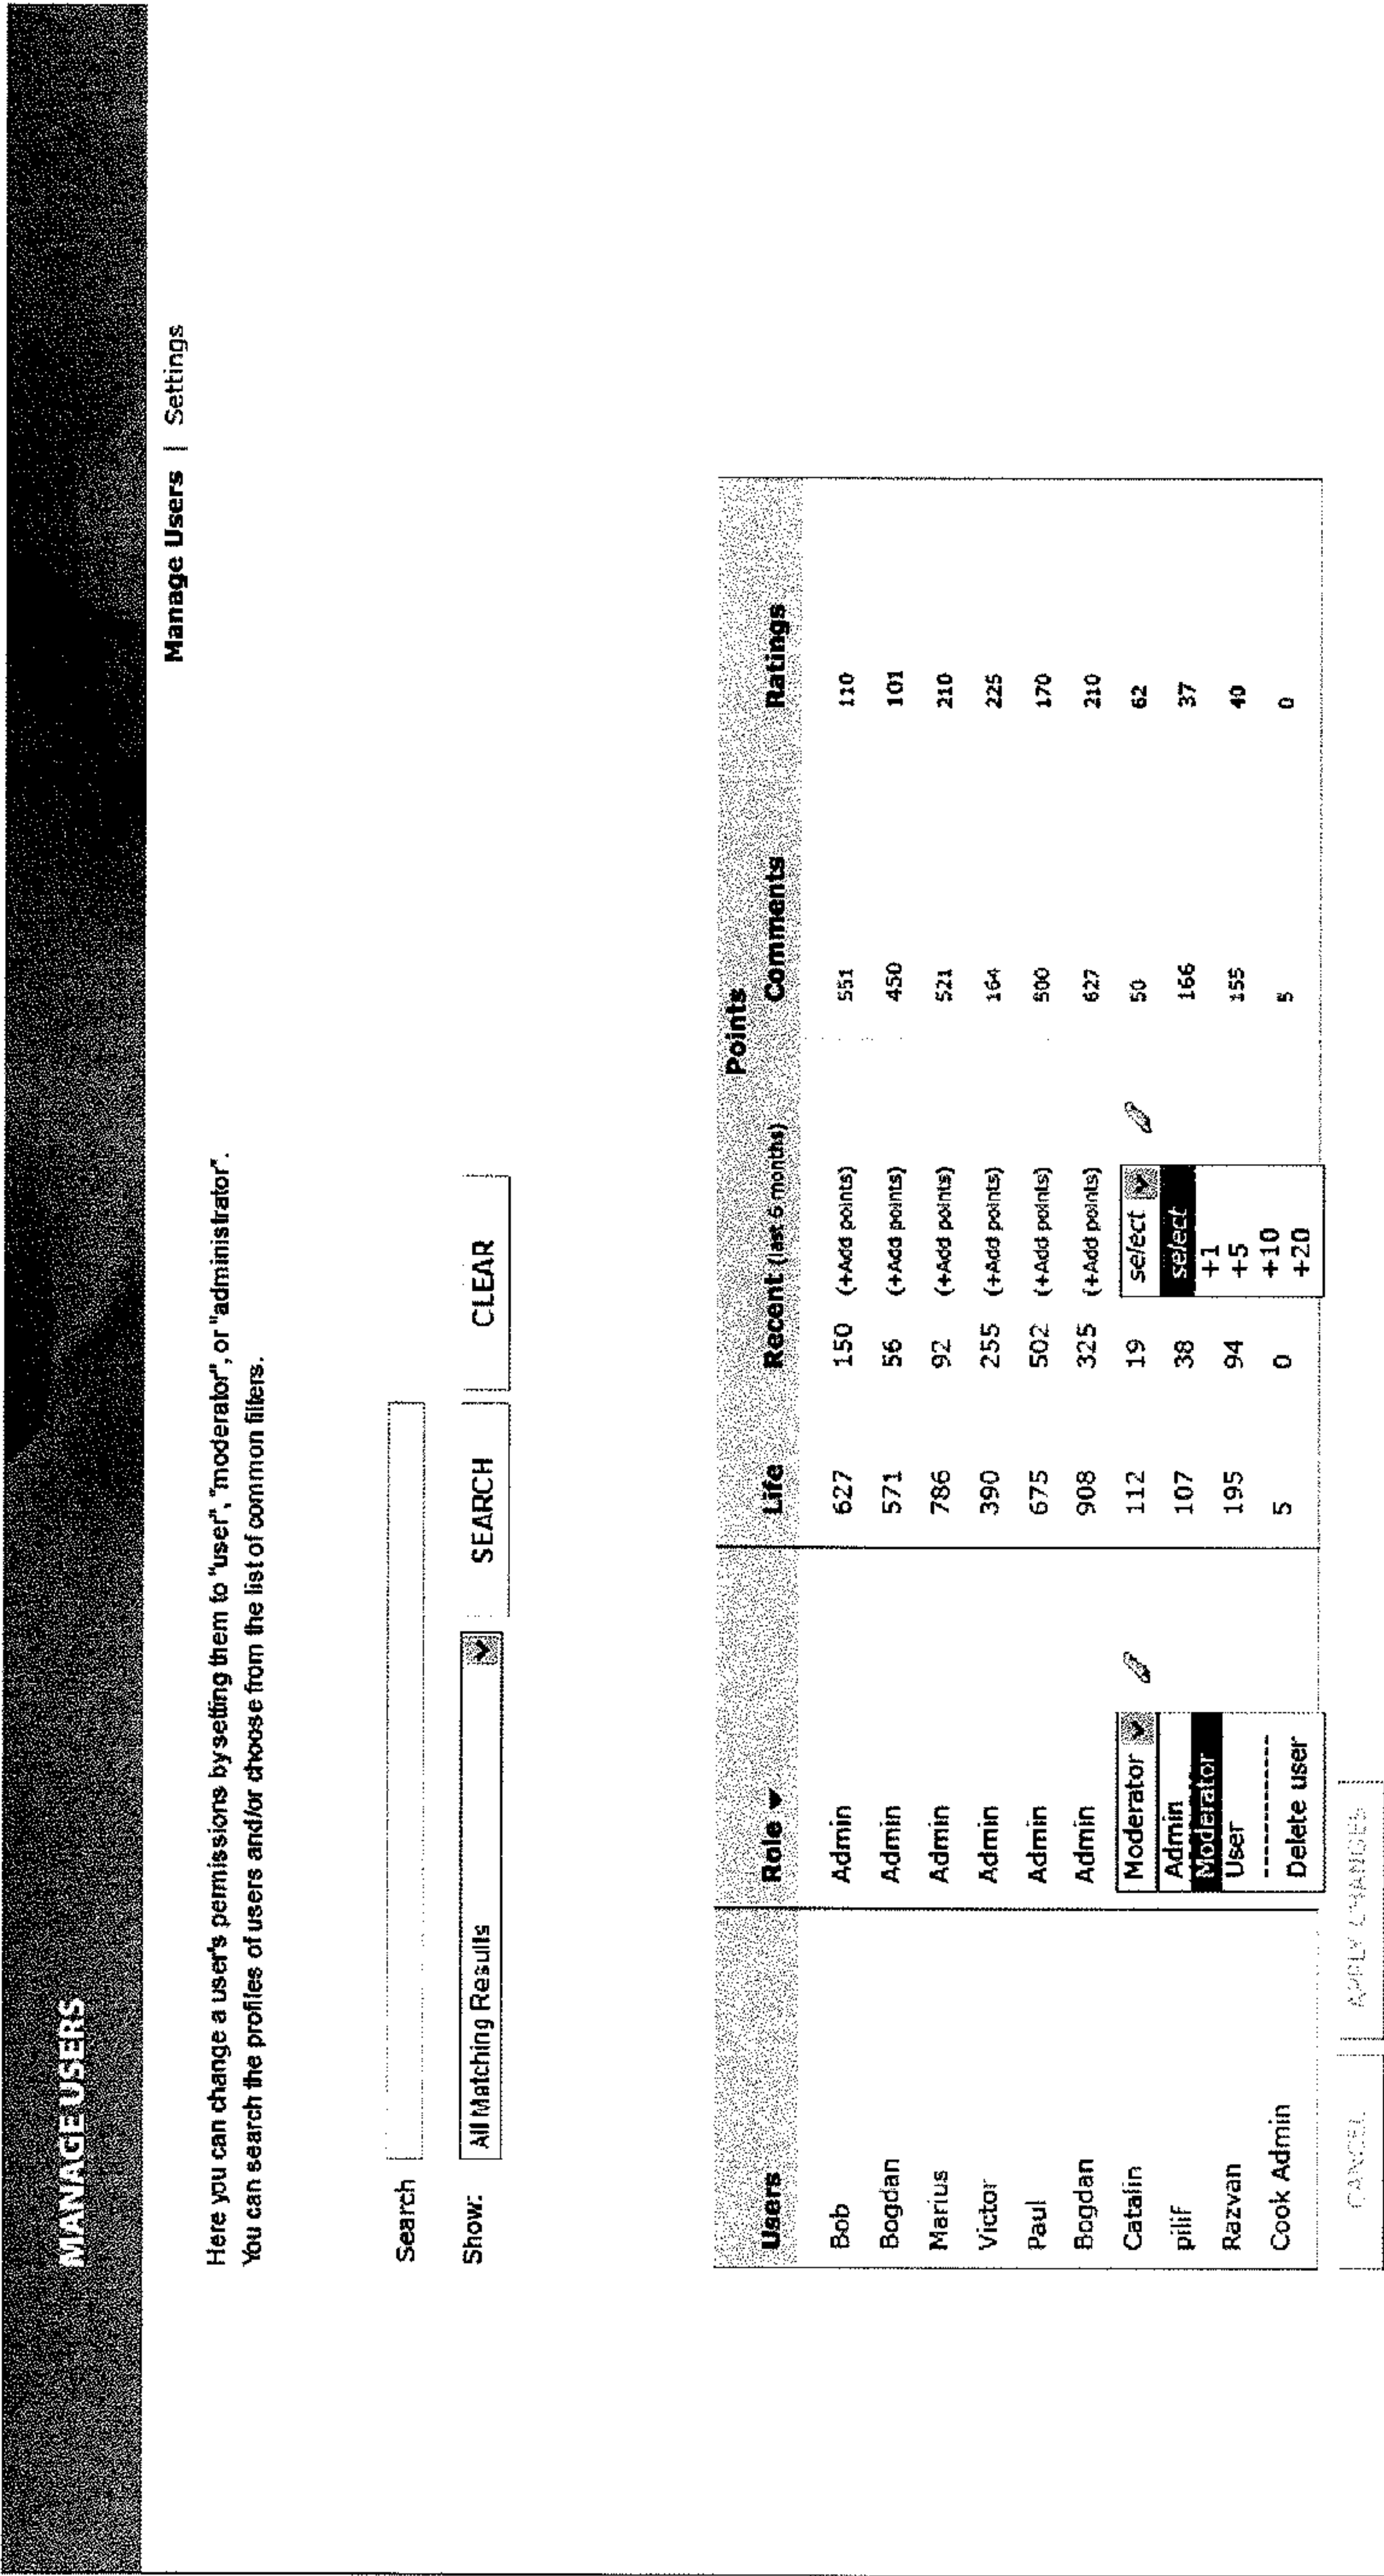 MANAGE USERS
Manage Users | Settings
Here you can change a user's permissions by setting them to "user", "moderator", or "administrator".
You can search the profiles of users and/or choose from the list of common filters.
Search
Show: All Matching Results SEARCH CLEAR
Points
Users Role Life Recent (last 6 months) Comments Ratings
Bob Admin 627 150 (+Add points) 551 110
Bogdan Admin 571 56 (+Add points) 450 101
Marius Admin 786 92 (+Add points) 521 210
Victor Admin 390 255 (+Add points) 164 225
Paul Admin 675 502 (+Add points) 500 170
Bogdan Admin 908 325 (+Add points) 627 210
Catalin Moderator 112 19 select 50 62
pilif Admin 107 38 select 166 37
Moderator
Razvan User 195 94 +1 155 40
+5
Cook Admin ----------- 5 0 +10 5 0
Delete user +20
CANCEL APPLY CHANGES